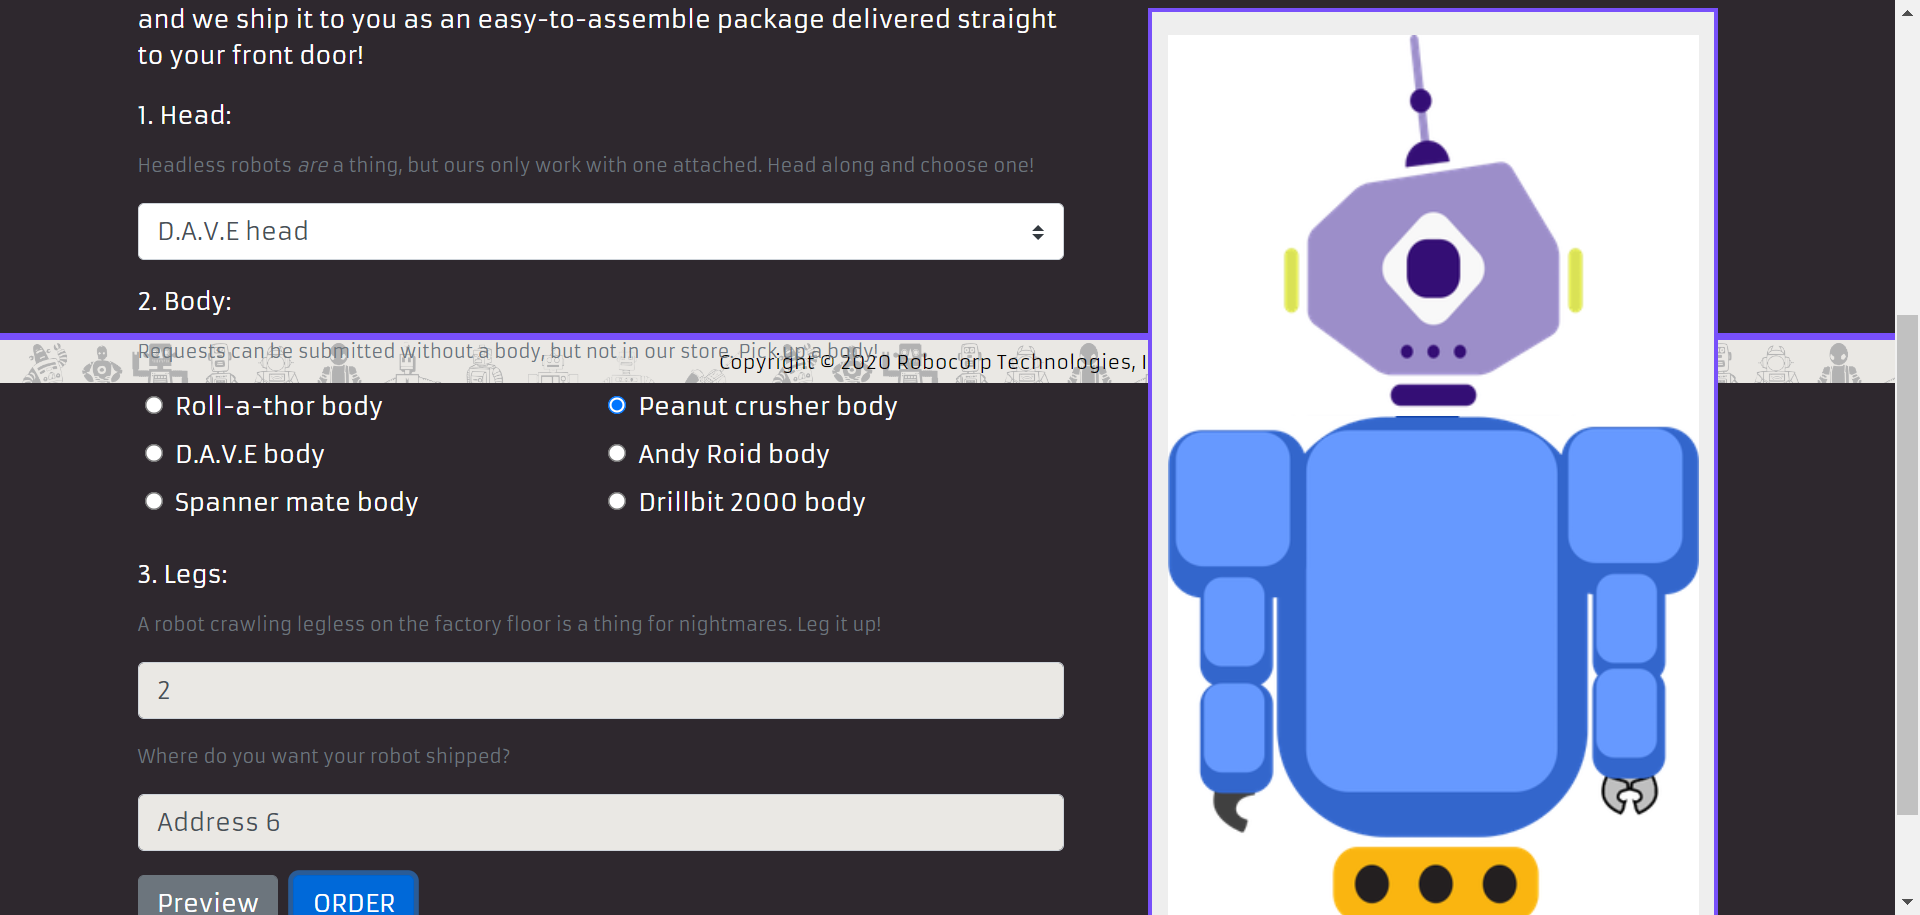 and we ship it to you as an easy-to-assemble package delivered straight
to your front door!
1. Head:
Headless robots are a thing, but ours only work with one attached. Head along and choose one!
D.A.V.E head
2. Body:
Requests can be submitted without a body, but not in our store. Pick up a body!
Copyright © 2020 Robocorp Technologies, I
Roll-a-thor body
Peanut crusher body
D.A.V.E body
Andy Roid body
Spanner mate body
Drillbit 2000 body
3. Legs:
A robot crawling legless on the factory floor is a thing for nightmares. Leg it up!
2
Where do you want your robot shipped?
Address 6
Preview
ORDER